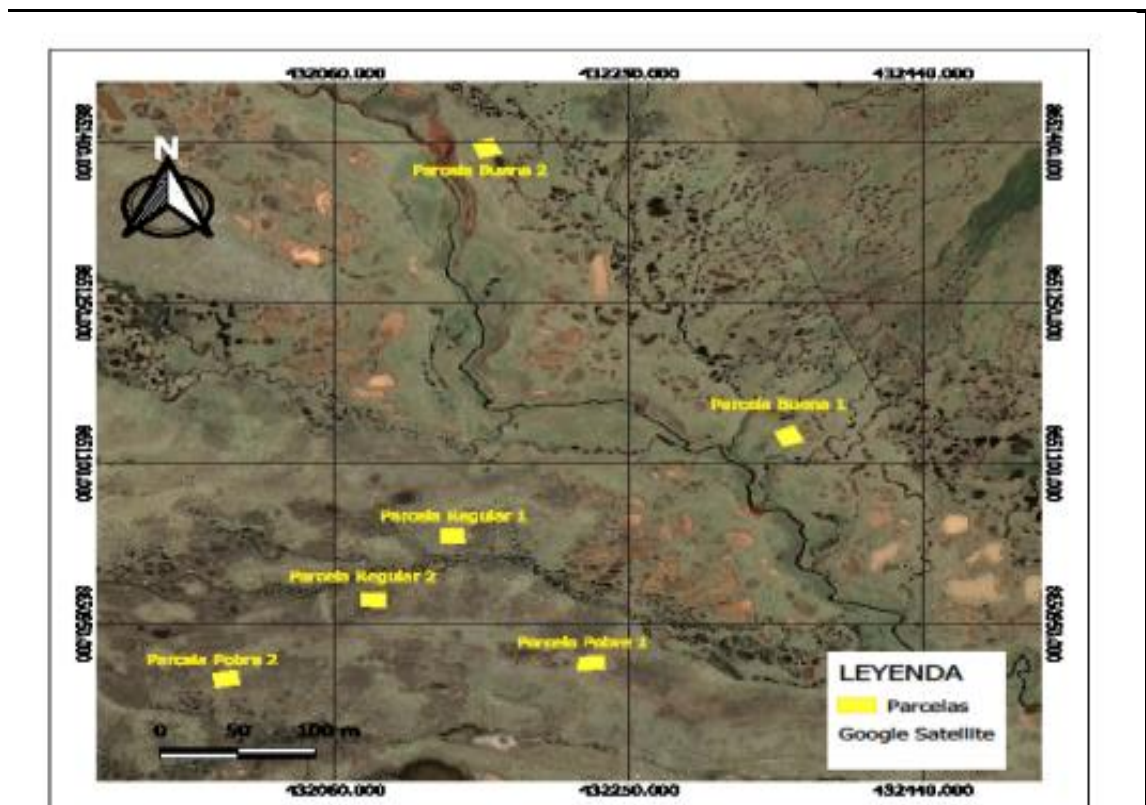 432060.000 432250.000 432440.000
N
Parcela Buena 2
Parcela Buena 1
Parcela Regular 1
Parcela Regular 2
Parcela Pobre 1
Parcela Pobre 2
0 50 100 m
LEYENDA
Parcelas
Google Satellite
432060.000 432250.000 432440.000